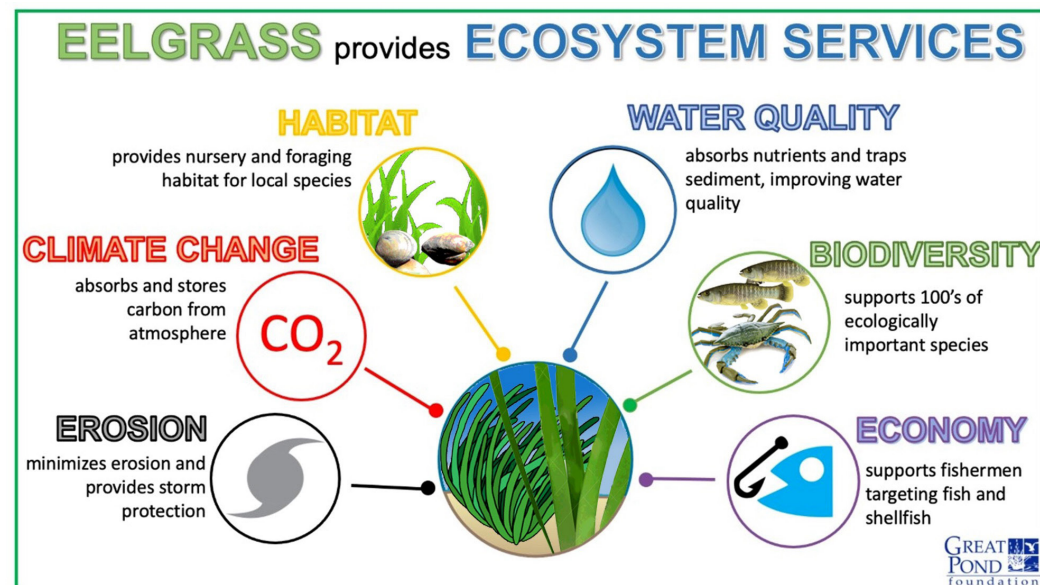 EELGRASS provides ECOSYSTEM SERVICES
HABITAT
provides nursery and foraging
habitat for local species
WATER QUALITY
absorbs nutrients and traps
sediment, improving water
quality
CLIMATE CHANGE
absorbs and stores
carbon from
atmosphere
CO₂
BIODIVERSITY
supports 100's of
ecologically
important species
EROSION
minimizes erosion and
provides storm
protection
ECONOMY
supports fishermen
targeting fish and
shellfish
GREAT
POND
foundation